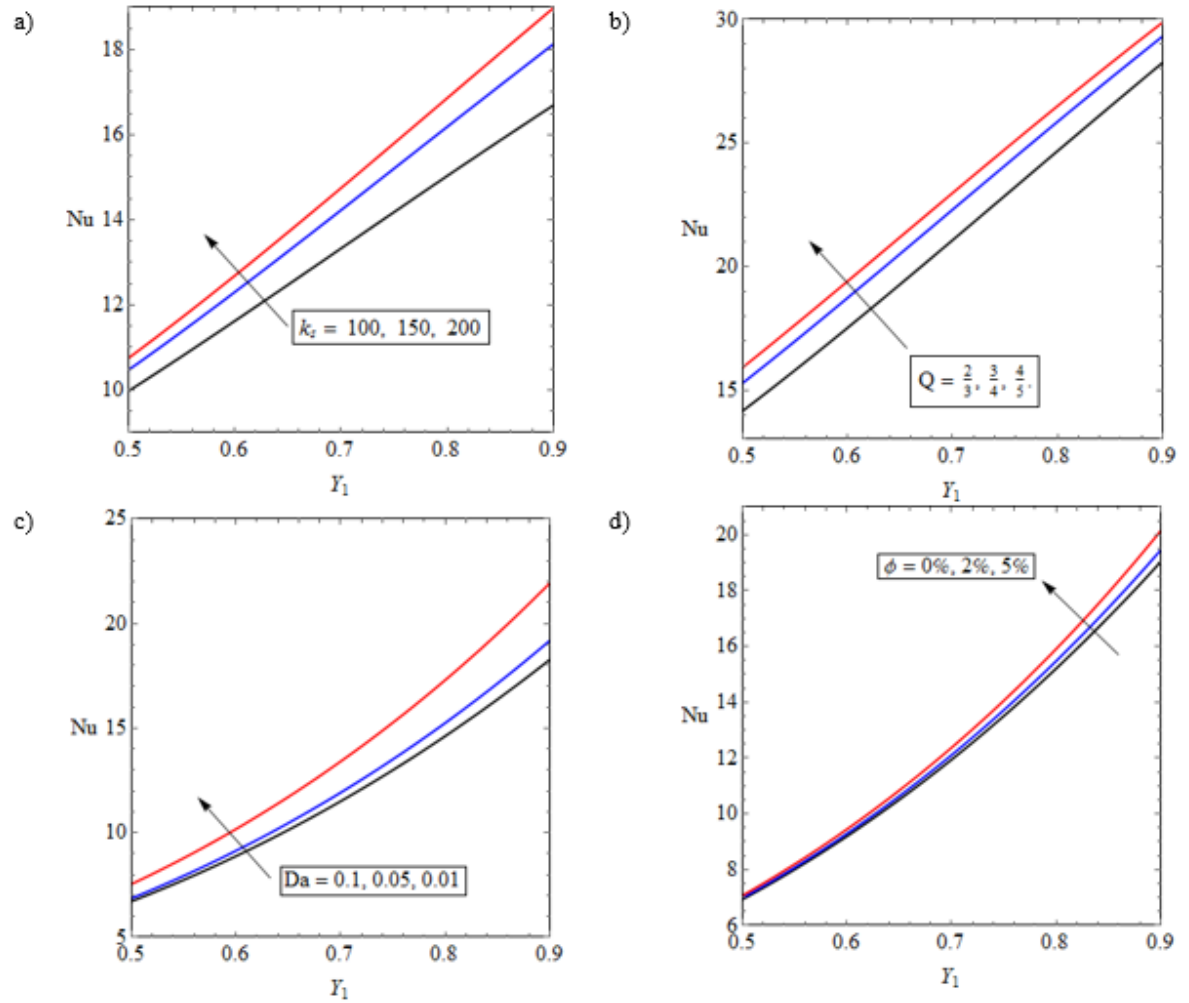 a)
18
16
Nu 14
12
10
k_s = 100, 150, 200
0.5 0.6 0.7 0.8 0.9
Y_1
b)
30
25
Nu
20
15
Q = 2/3, 3/4, 4/5.
0.5 0.6 0.7 0.8 0.9
Y_1
c)
25
20
Nu 15
10
5
Da = 0.1, 0.05, 0.01
0.5 0.6 0.7 0.8 0.9
Y_1
d)
20
18
16
Nu 14
12
10
8
6
ϕ = 0%, 2%, 5%
0.5 0.6 0.7 0.8 0.9
Y_1